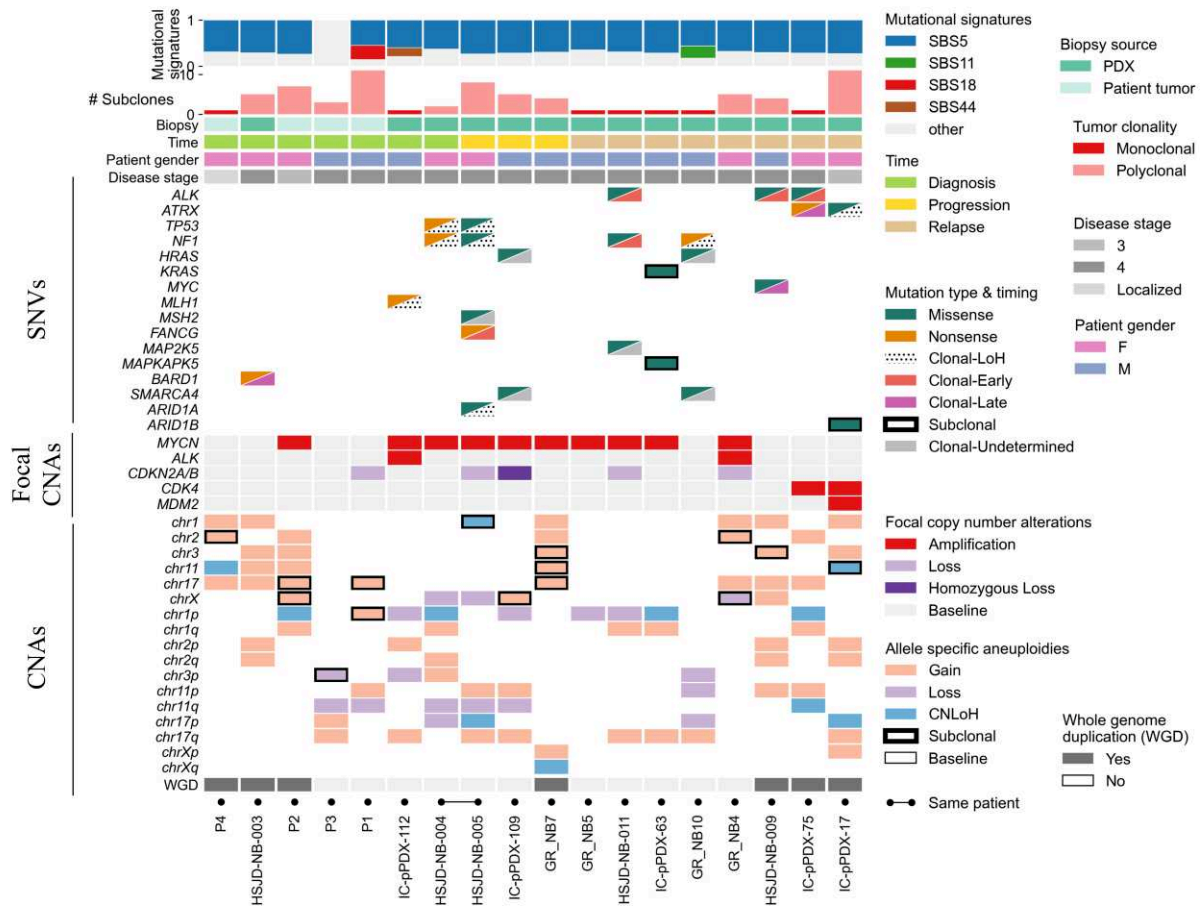 Mutational signatures
1
0
10
# Subclones
0
Biopsy
Time
Patient gender
Disease stage
SNVs
ALK
ATRX
TP53
NF1
HRAS
KRAS
MYC
MLH1
MSH2
FANCG
MAP2K5
MAPKAPK5
BARD1
SMARCA4
ARID1A
ARID1B
Focal CNAs
MYCN
ALK
CDKN2A/B
CDK4
MDM2
CNAs
chr1
chr2
chr3
chr11
chr17
chrX
chr1p
chr1q
chr2p
chr2q
chr3p
chr11p
chr11q
chr17p
chr17q
chrXp
chrXq
WGD
P4
HSJD-NB-003
P2
P3
P1
IC-pPDX-112
HSJD-NB-004
HSJD-NB-005
IC-pPDX-109
GR_NB7
GR_NB5
HSJD-NB-011
IC-pPDX-63
GR_NB10
GR_NB4
HSJD-NB-009
IC-pPDX-75
IC-pPDX-17
Mutational signatures
SBS5
SBS11
SBS18
SBS44
other
Time
Diagnosis
Progression
Relapse
Mutation type & timing
Missense
Nonsense
Clonal-LoH
Clonal-Early
Clonal-Late
Subclonal
Clonal-Undetermined
Focal copy number alterations
Amplification
Loss
Homozygous Loss
Baseline
Allele specific aneuploidies
Gain
Loss
CNLoH
Subclonal
Baseline
Same patient
Biopsy source
PDX
Patient tumor
Tumor clonality
Monoclonal
Polyclonal
Disease stage
3
4
Localized
Patient gender
F
M
Whole genome
duplication (WGD)
Yes
No